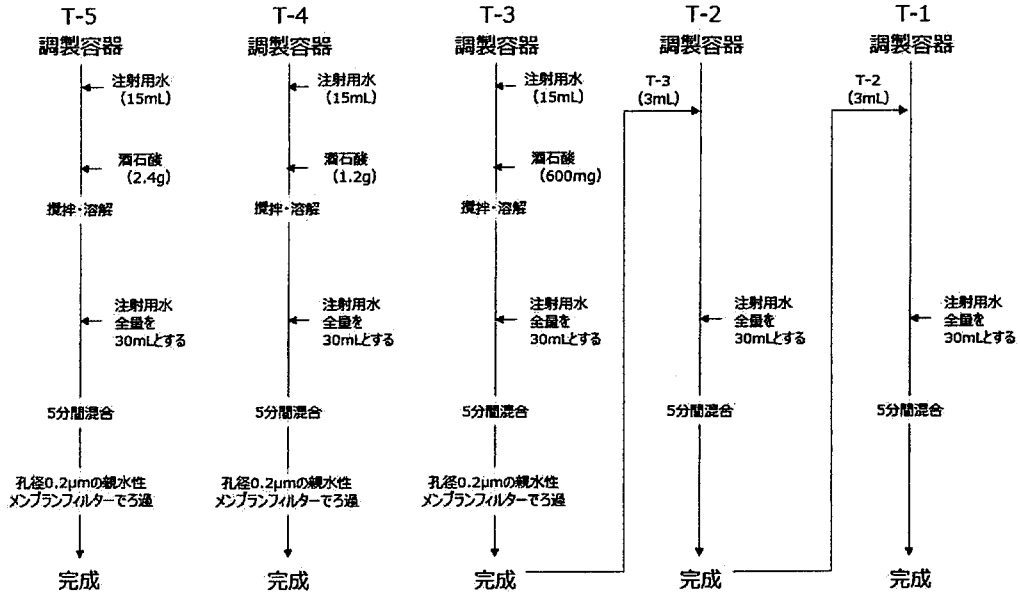 T-5
調製容器
注射用水
（15mL）
酒石酸
（2.4g）
攪拌・溶解
注射用水
全量を
30mLとする
5分間混合
孔径0.2μmの親水性
メンブランフィルターでろ過
完成
T-4
調製容器
注射用水
（15mL）
酒石酸
（1.2g）
攪拌・溶解
注射用水
全量を
30mLとする
5分間混合
孔径0.2μmの親水性
メンブランフィルターでろ過
完成
T-3
調製容器
注射用水
（15mL）
酒石酸
（600mg）
攪拌・溶解
注射用水
全量を
30mLとする
5分間混合
孔径0.2μmの親水性
メンブランフィルターでろ過
完成
T-2
調製容器
T-3
（3mL）
注射用水
全量を
30mLとする
5分間混合
完成
T-1
調製容器
T-2
（3mL）
注射用水
全量を
30mLとする
5分間混合
完成